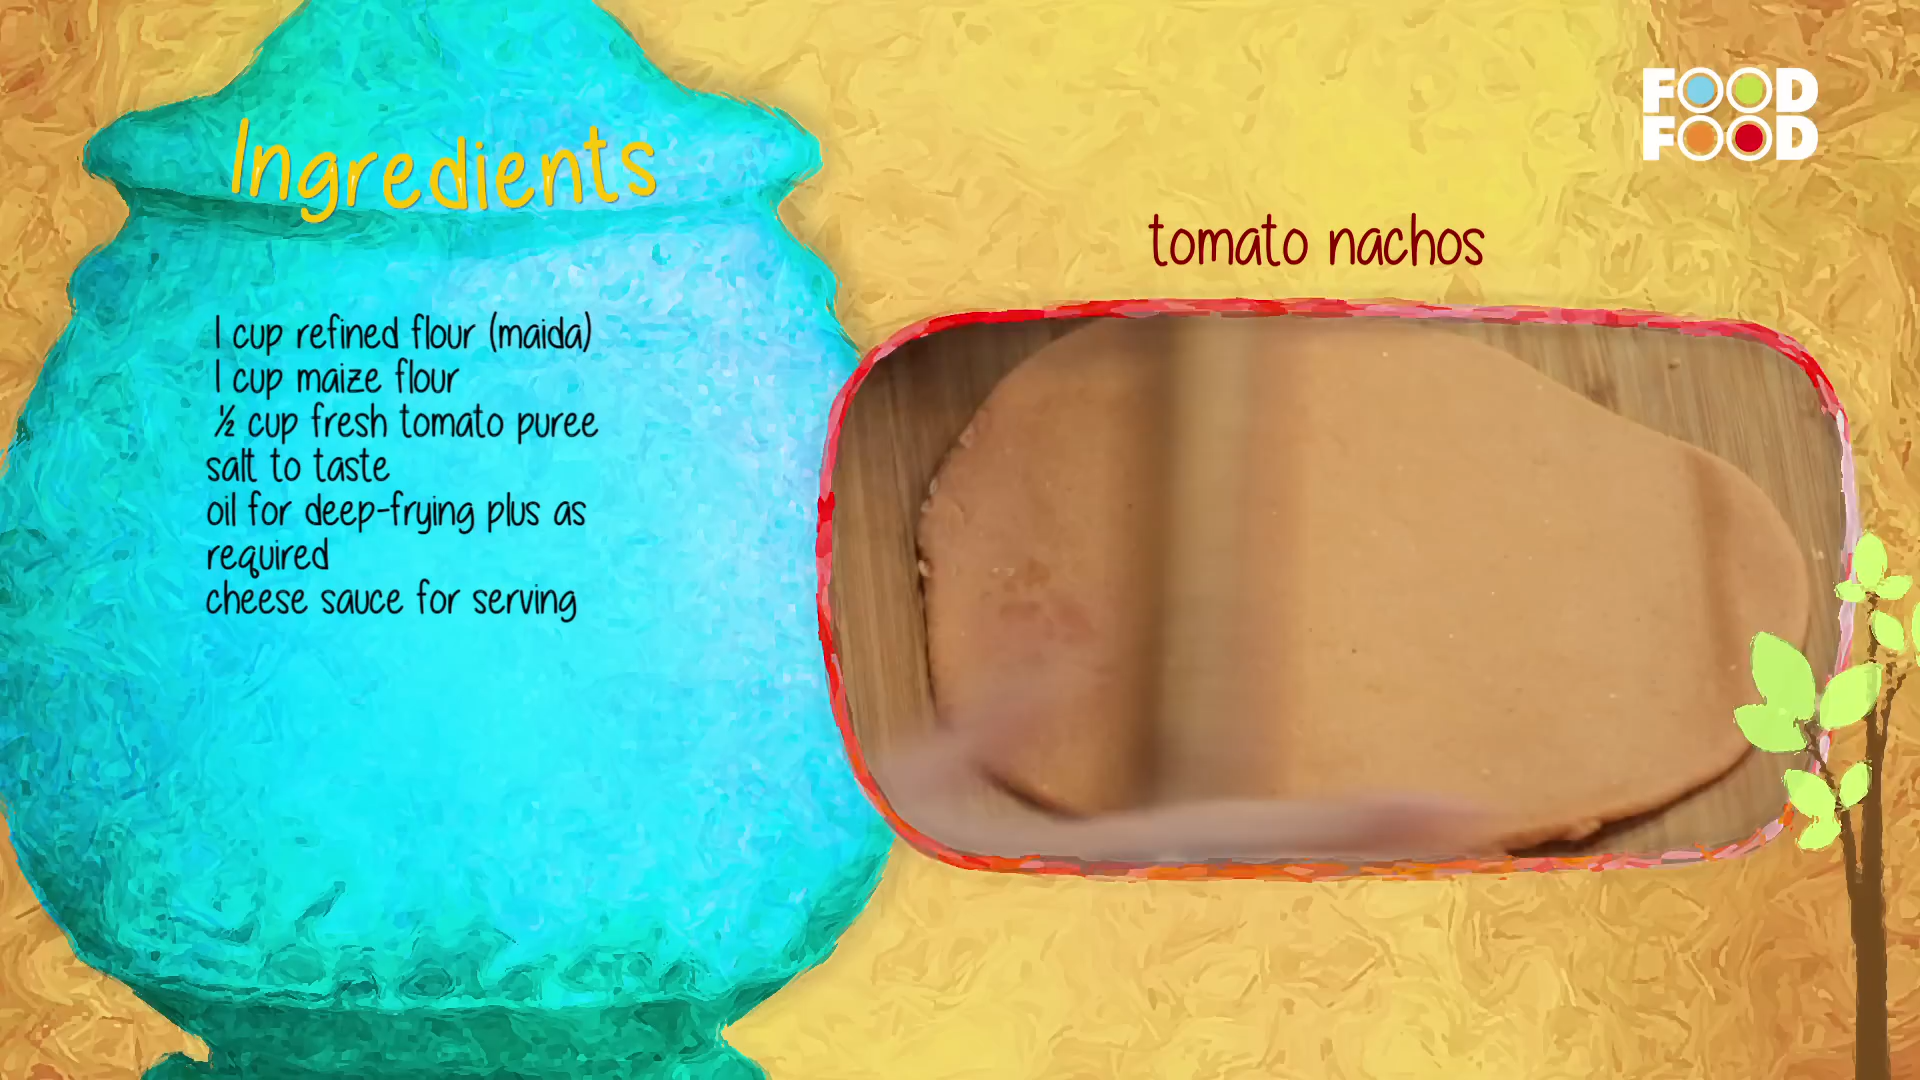 Ingredients
1 cup refined flour (maida)
1 cup maize flour
½ cup fresh tomato puree
salt to taste
oil for deep-frying plus as
required
cheese sauce for serving
FOOD
FOOD
tomato nachos